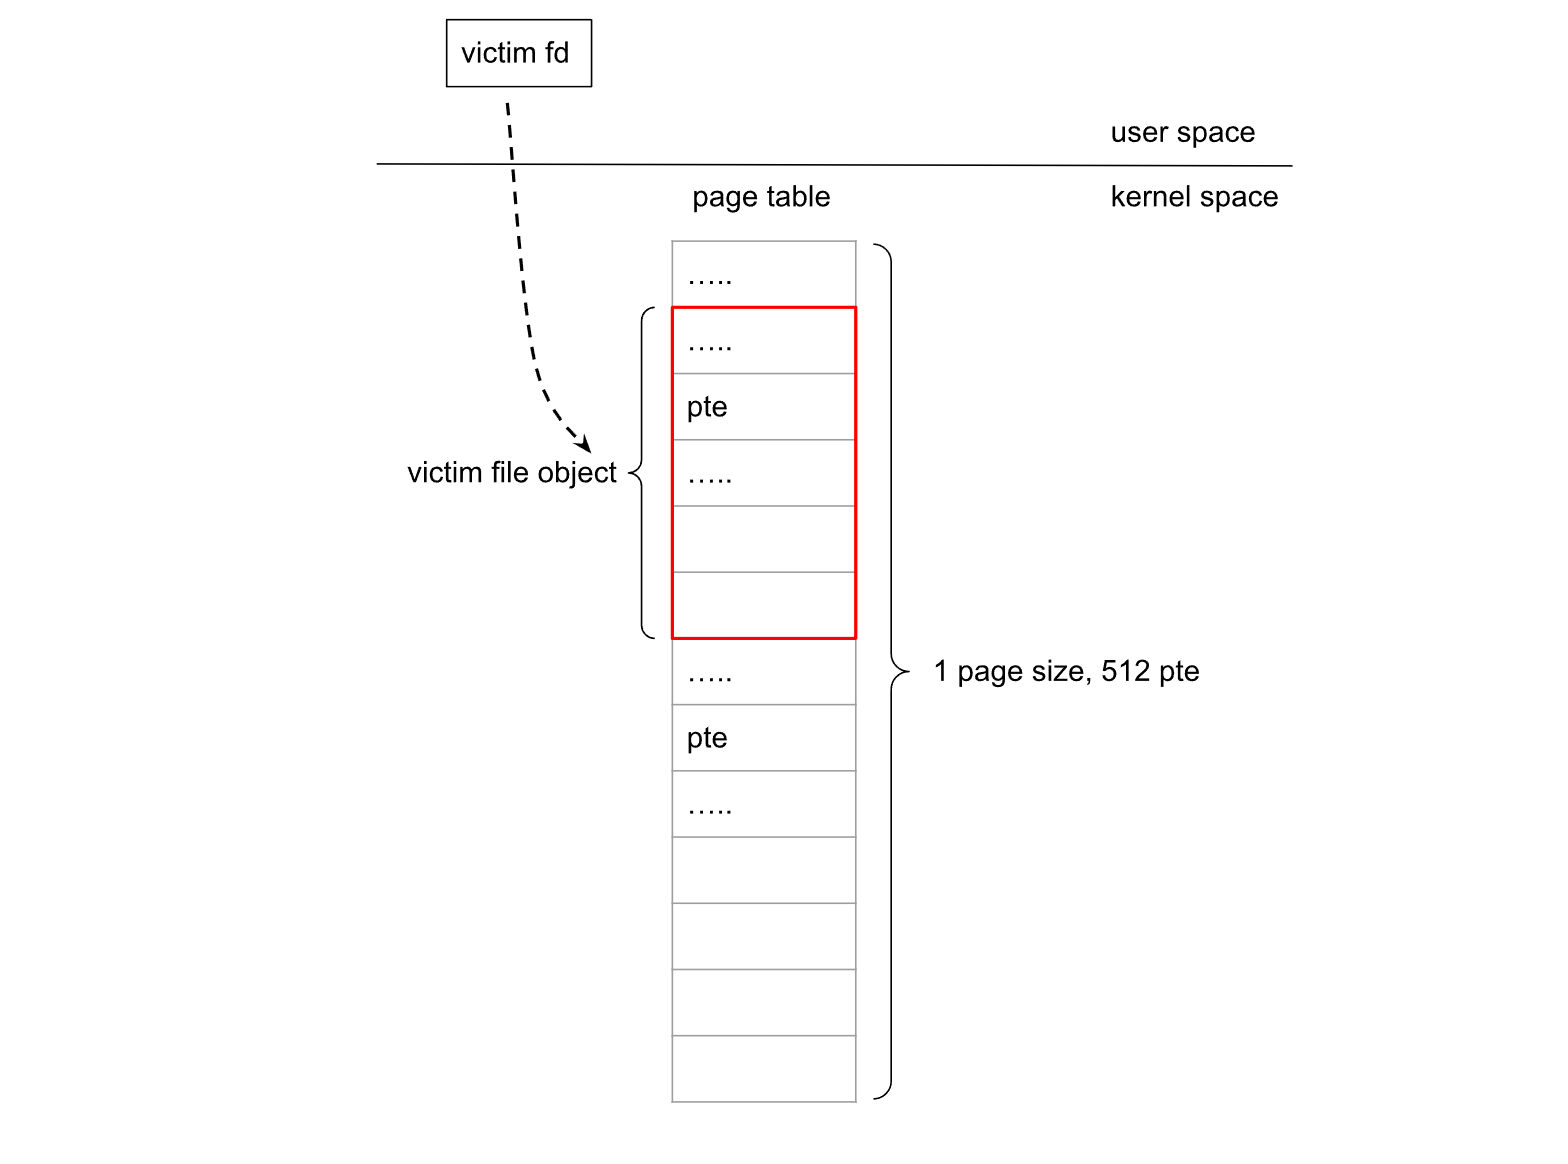 victim fd
user space
page table
kernel space
.....
.....
pte
victim file object
.....
.....
1 page size, 512 pte
pte
.....